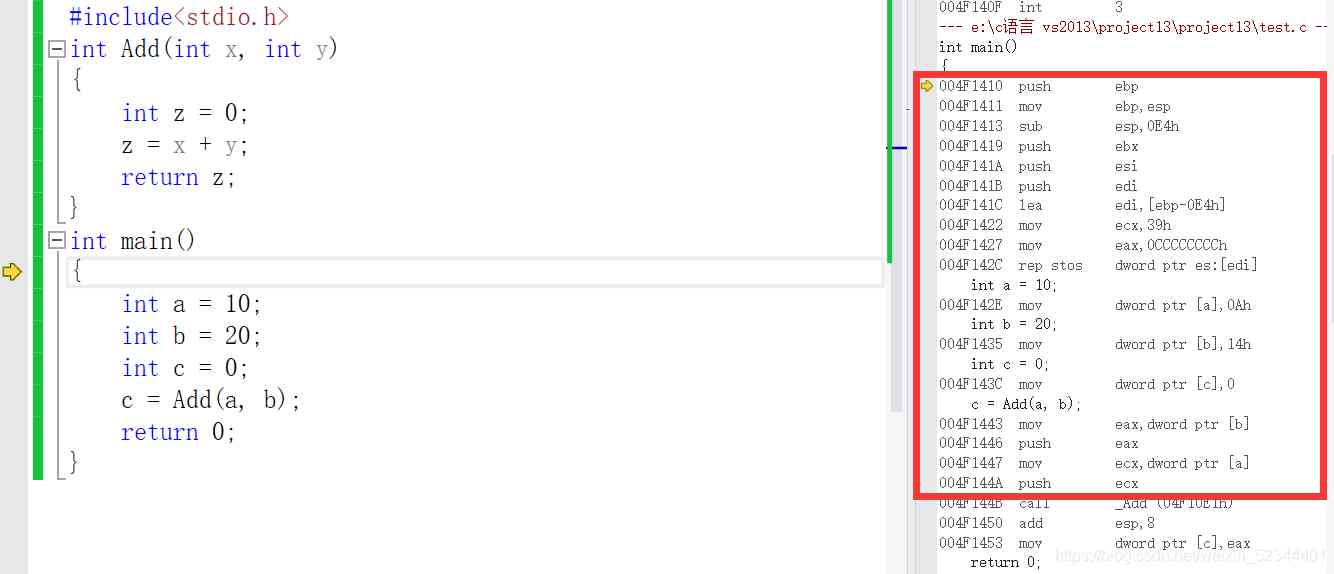 #include<stdio.h>
int Add(int x, int y)
{
int z = 0;
z = x + y;
return z;
}
int main()
{
int a = 10;
int b = 20;
int c = 0;
c = Add(a, b);
return 0;
}
004F140F int 3
--- e:\c语言 vs2013\project13\project13\test.c --
int main()
{
004F1410 push ebp
004F1411 mov ebp,esp
004F1413 sub esp,0E4h
004F1419 push ebx
004F141A push esi
004F141B push edi
004F141C lea edi,[ebp-0E4h]
004F1422 mov ecx,39h
004F1427 mov eax,0CCCCCCCCh
004F142C rep stos dword ptr es:[edi]
int a = 10;
004F142E mov dword ptr [a],0Ah
int b = 20;
004F1435 mov dword ptr [b],14h
int c = 0;
004F143C mov dword ptr [c],0
c = Add(a, b);
004F1443 mov eax,dword ptr [b]
004F1446 push eax
004F1447 mov ecx,dword ptr [a]
004F144A push ecx
004F144B call _Add (04F10E1h)
004F1450 add esp,8
004F1453 mov dword ptr [c],eax
return 0;